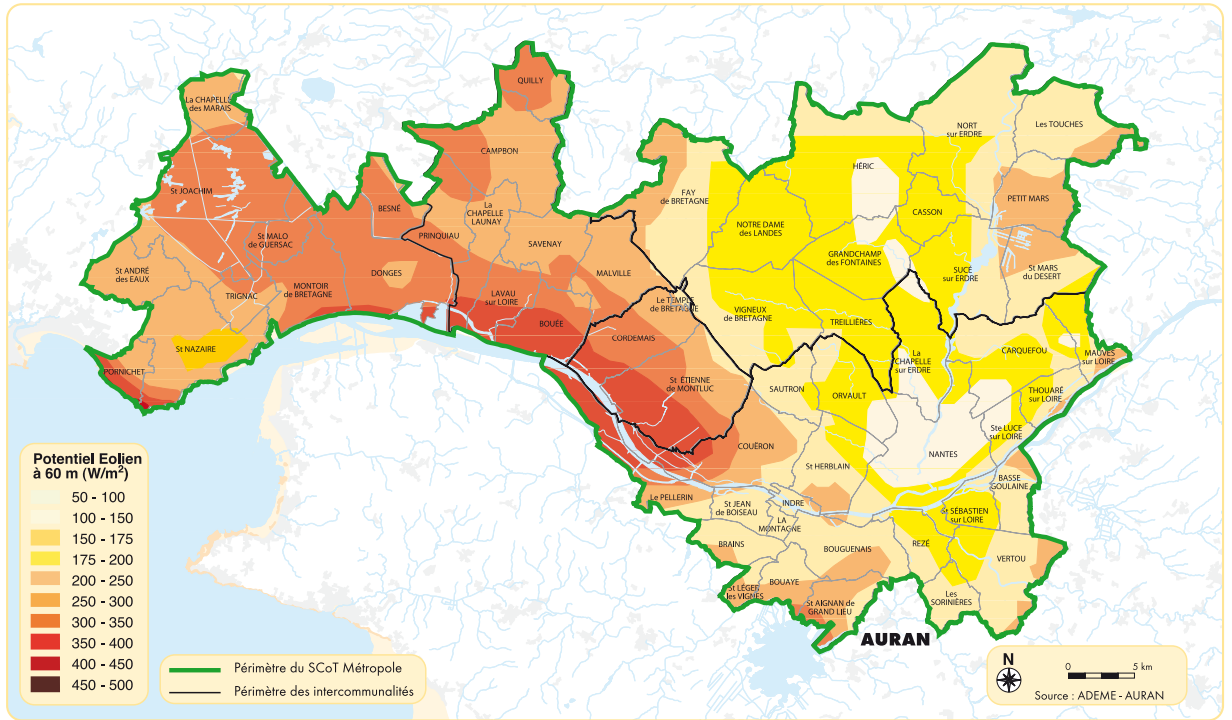 QUILLY
La CHAPELLE
des MARAIS
NORT
sur ERDRE
Les TOUCHES
CAMPBON
HÉRIC
St JOACHIM
FAY
de BRETAGNE
PETIT MARS
BESNÉ
La
CHAPELLE
LAUNAY
CASSON
NOTRE DAME
des LANDES
St MALO
de GUERSAC
PRINQUIAU
SAVENAY
GRANDCHAMP
des FONTAINES
St ANDRÉ
des EAUX
DONGES
MALVILLE
SUCÉ
sur ERDRE
St MARS
du DESERT
TRIGNAC
MONTOIR
de BRETAGNE
LAVAU
sur LOIRE
Le TEMPLE
de BRETAGNE
VIGNEUX
de BRETAGNE
TREILLIÈRES
BOUÉE
CORDEMAIS
St NAZAIRE
La
CHAPELLE
sur ERDRE
CARQUEFOU
MAUVES
sur LOIRE
PORNICHET
St ÉTIENNE
de MONTLUC
SAUTRON
ORVAULT
THOUARÉ
sur LOIRE
Ste LUCE
sur LOIRE
COUËRON
NANTES
St HERBLAIN
BASSE
GOULAINE
Le PELLERIN
St JEAN
de BOISEAU
INDRE
LA
MONTAGNE
St SÉBASTIEN
sur LOIRE
BRAINS
BOUGUENAIS
REZÉ
VERTOU
BOUAYE
St LÉGER
les VIGNES
Les
SORINIÈRES
St AIGNAN de
GRAND LIEU
AURAN
Potentiel Eolien
à 60 m (W/m²)
50 - 100
100 - 150
150 - 175
175 - 200
200 - 250
250 - 300
300 - 350
350 - 400
400 - 450
450 - 500
Périmètre du SCoT Métropole
Périmètre des intercommunalités
N
0 5 km
Source : ADEME - AURAN